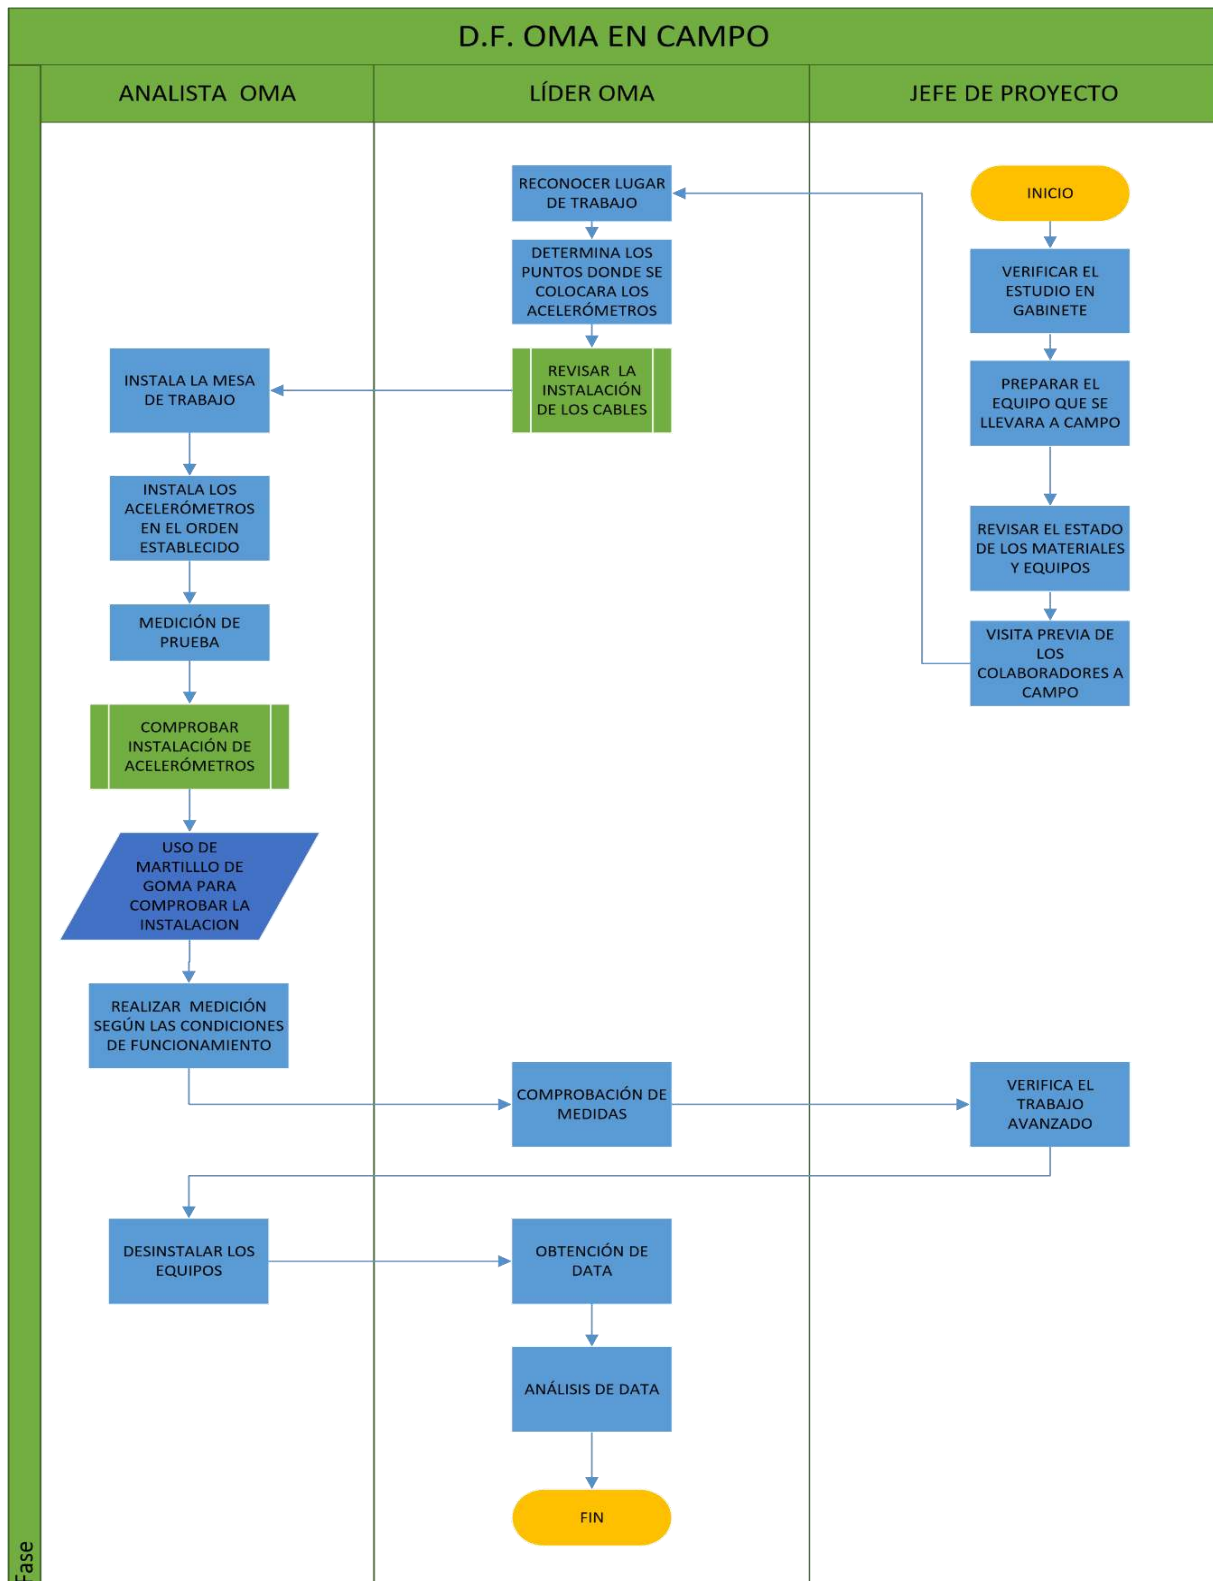 D.F. OMA EN CAMPO
ANALISTA OMA
LÍDER OMA
JEFE DE PROYECTO
INICIO
VERIFICAR EL
ESTUDIO EN
GABINETE
PREPARAR EL
EQUIPO QUE SE
LLEVARA A CAMPO
REVISAR EL ESTADO
DE LOS MATERIALES
Y EQUIPOS
VISITA PREVIA DE
LOS
COLABORADORES A
CAMPO
RECONOCER LUGAR
DE TRABAJO
DETERMINA LOS
PUNTOS DONDE SE
COLOCARA LOS
ACELERÓMETROS
REVISAR LA
INSTALACIÓN
DE LOS CABLES
INSTALA LA MESA
DE TRABAJO
INSTALA LOS
ACELERÓMETROS
EN EL ORDEN
ESTABLECIDO
MEDICIÓN DE
PRUEBA
COMPROBAR
INSTALACIÓN DE
ACELERÓMETROS
USO DE
MARTILLLO DE
GOMA PARA
COMPROBAR LA
INSTALACION
REALIZAR MEDICIÓN
SEGÚN LAS CONDICIONES
DE FUNCIONAMIENTO
COMPROBACIÓN DE
MEDIDAS
VERIFICA EL
TRABAJO
AVANZADO
DESINSTALAR LOS
EQUIPOS
OBTENCIÓN DE
DATA
ANÁLISIS DE DATA
FIN
Fase